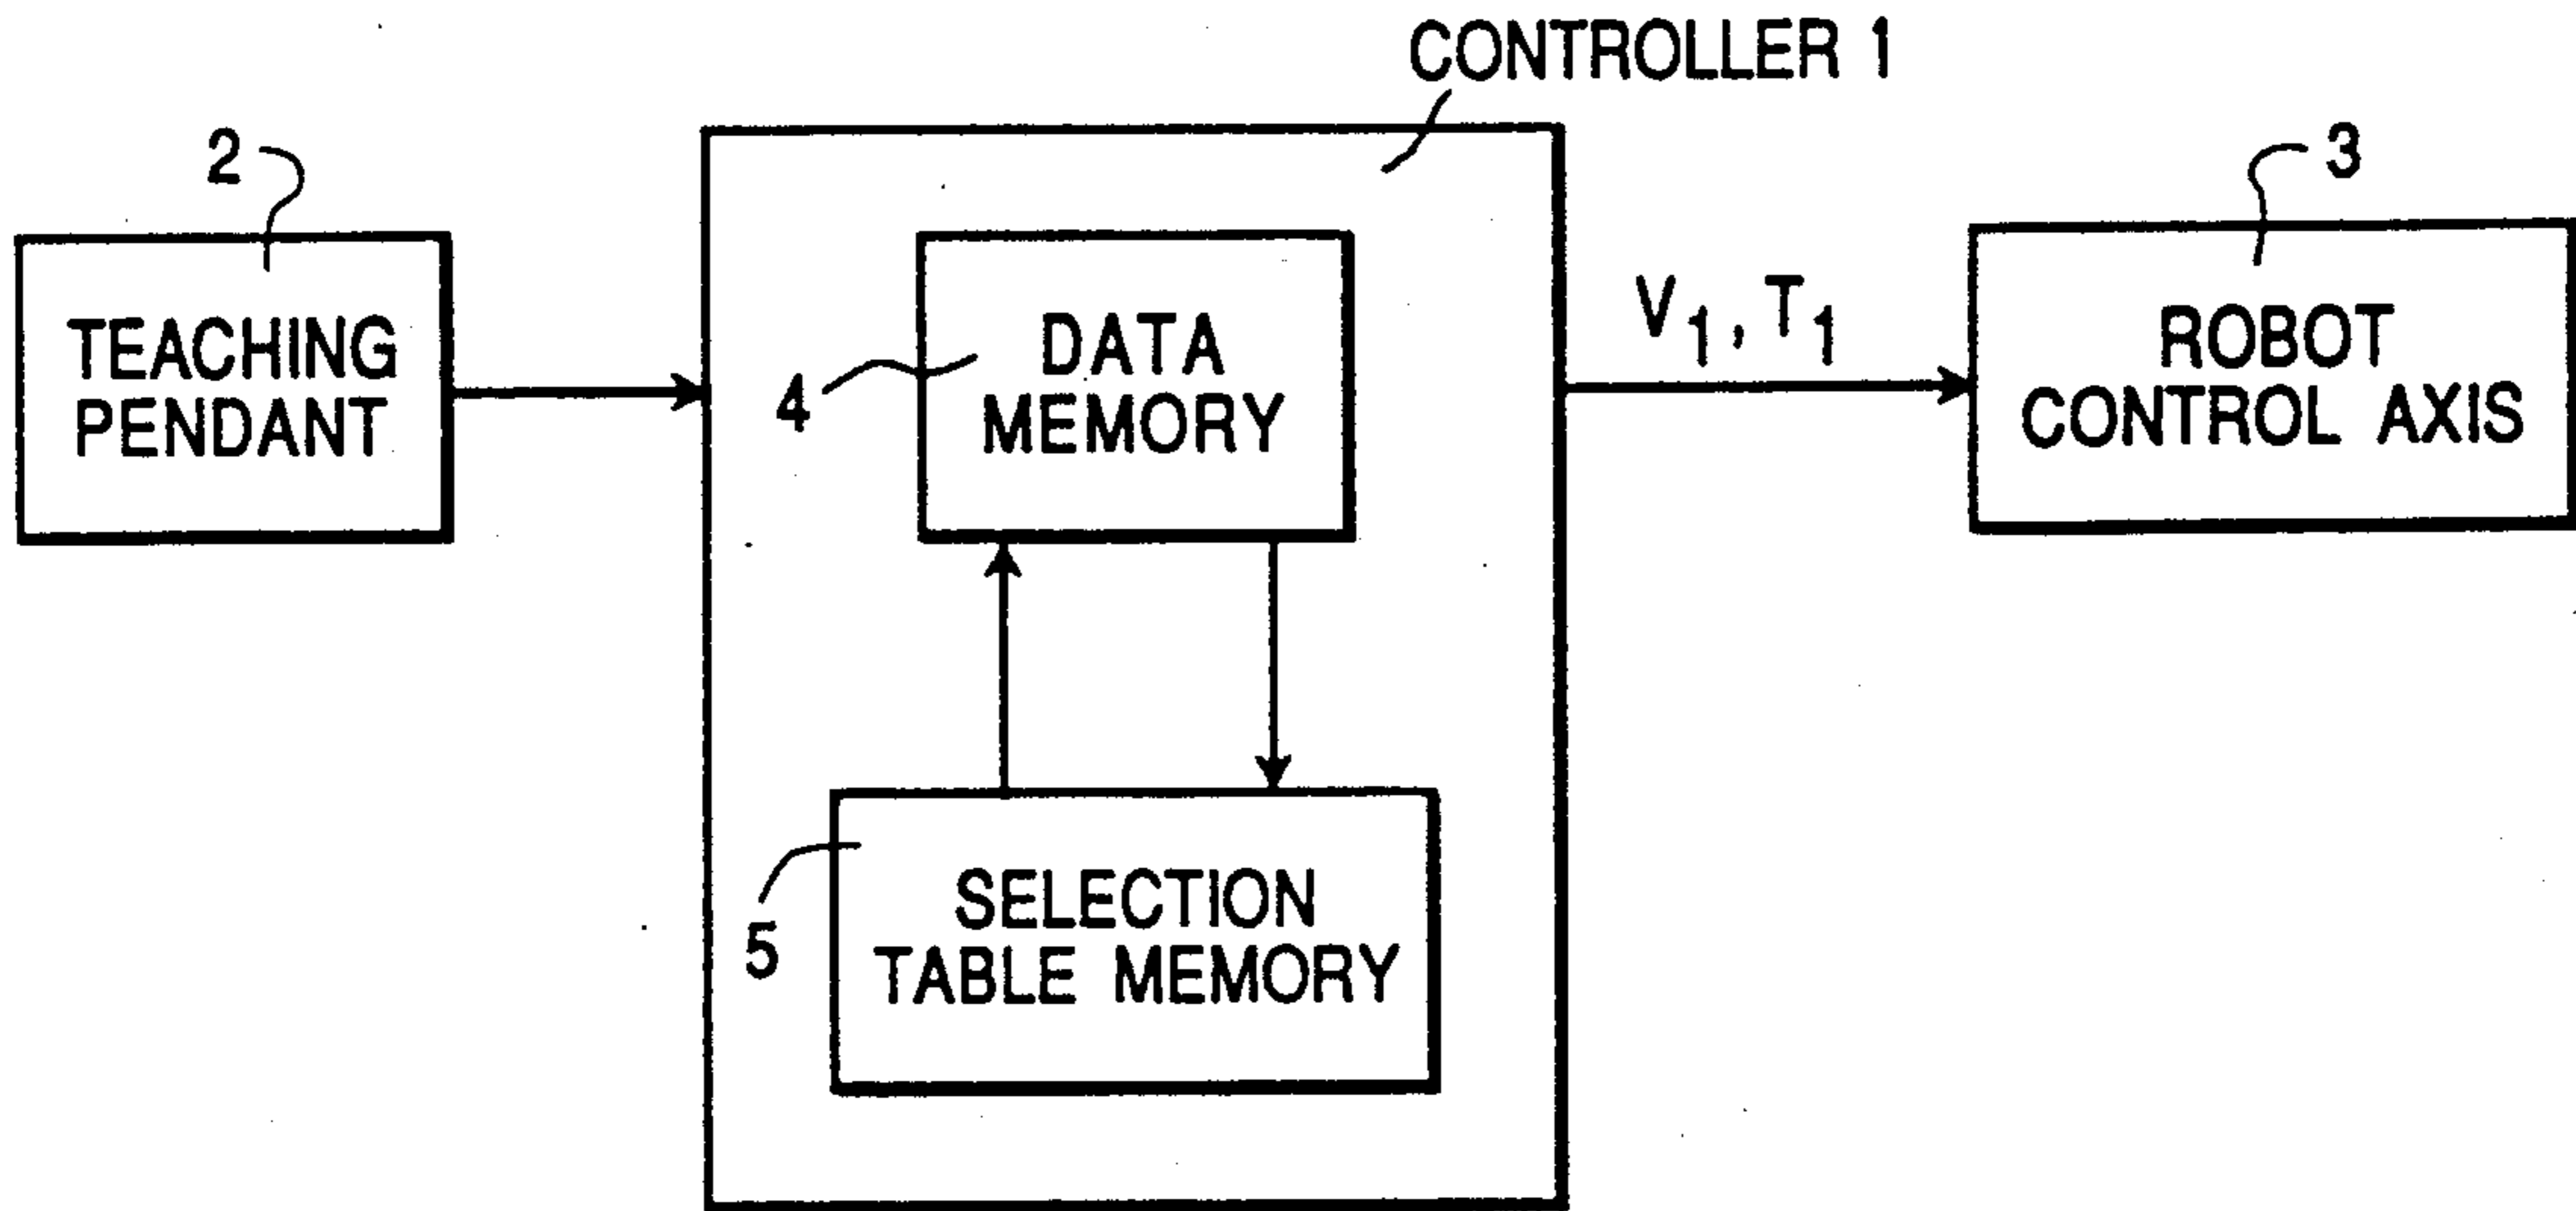 CONTROLLER 1
2
3
TEACHING
PENDANT
4
DATA
MEMORY
V1, T1
ROBOT
CONTROL AXIS
5
SELECTION
TABLE MEMORY